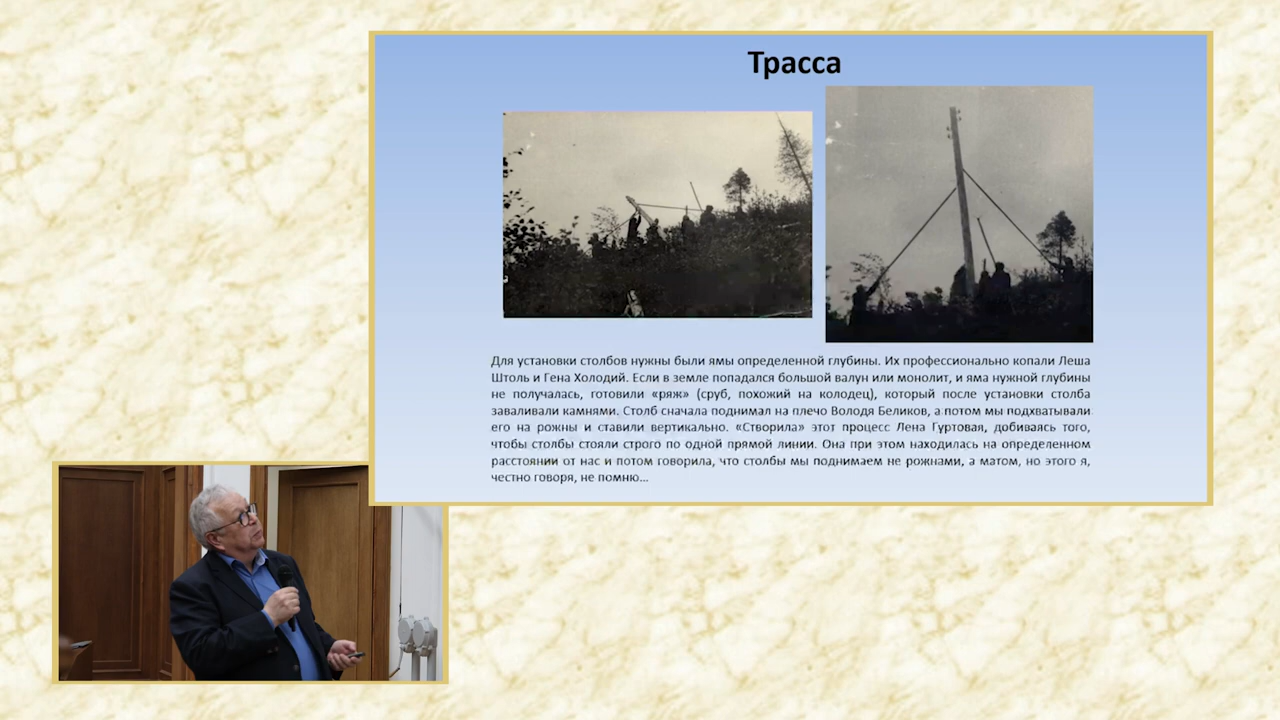 Трасса
Для установки столбов нужны были ямы определенной глубины. Их профессионально копали Леша
Штоль и Гена Холодий. Если в земле попадался большой валун или монолит, и яма нужной глубины
не получалась, готовили «ряж» (сруб, похожий на колодец), который после установки столба
заваливали камнями. Столб сначала поднимал на плечо Володя Беликов, а потом мы подхватывали
его на рожны и ставили вертикально. «Створила» этот процесс Лена Гуртовая, добиваясь того,
чтобы столбы стояли строго по одной прямой линии. Она при этом находилась на определенном
расстоянии от нас и потом говорила, что столбы мы поднимаем не рожнами, а матом, но этого я,
честно говоря, не помню...